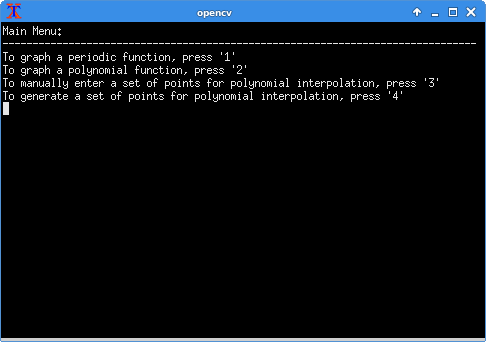 opencv
Main Menu:
-----------------------------------------------------------------------
To graph a periodic function, press '1'
To graph a polynomial function, press '2'
To manually enter a set of points for polynomial interpolation, press '3'
To generate a set of points for polynomial interpolation, press '4'